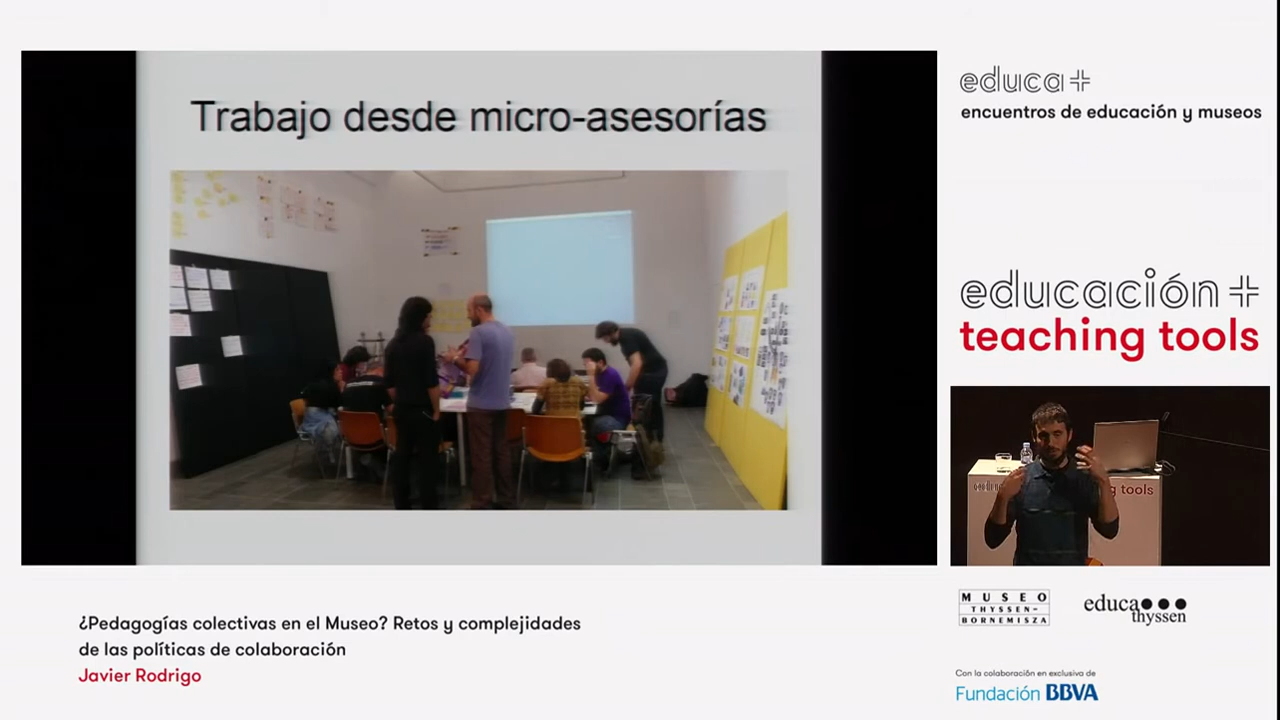 Trabajo desde micro-asesorías
educa+
encuentros de educación y museos
educación+
teaching tools
ng tools
MUSEO
THYSSEN-
BORNEMISZA
educa
thyssen
Con la colaboración en exclusiva de
Fundación BBVA
¿Pedagogías colectivas en el Museo? Retos y complejidades
de las políticas de colaboración
Javier Rodrigo